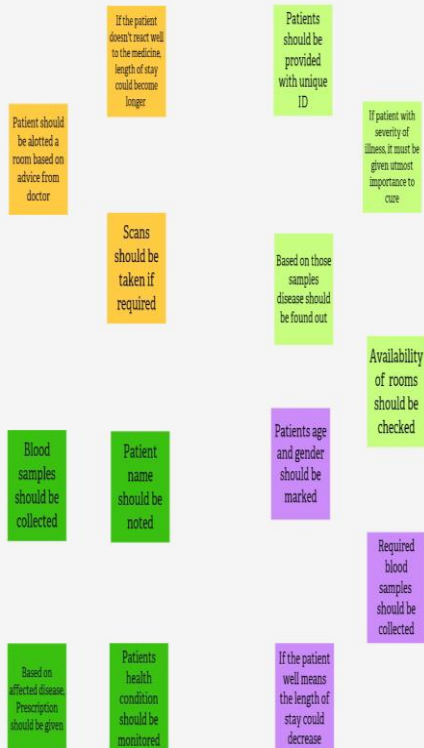 If the patient
doesn't react well
to the medicine,
length of stay
could become
longer
Patients
should be
provided
with unique
ID
Patient should
be alotted a
room based on
advice from
doctor
If patient with
severity of
illness, it must be
given utmost
importance to
cure
Scans
should be
taken if
required
Based on those
samples
disease should
be found out
Availability
of rooms
should be
checked
Patients age
and gender
should be
marked
Blood
samples
should be
collected
Patient
name
should be
noted
Required
blood
samples
should be
collected
Based on
affected disease,
Prescription
should be given
Patients
health
condition
should be
monitored
If the patient
well means
the length of
stay could
decrease